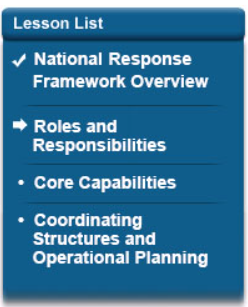 Lesson List
✓ National Response
Framework Overview
➡ Roles and
Responsibilities
• Core Capabilities
• Coordinating
Structures and
Operational Planning